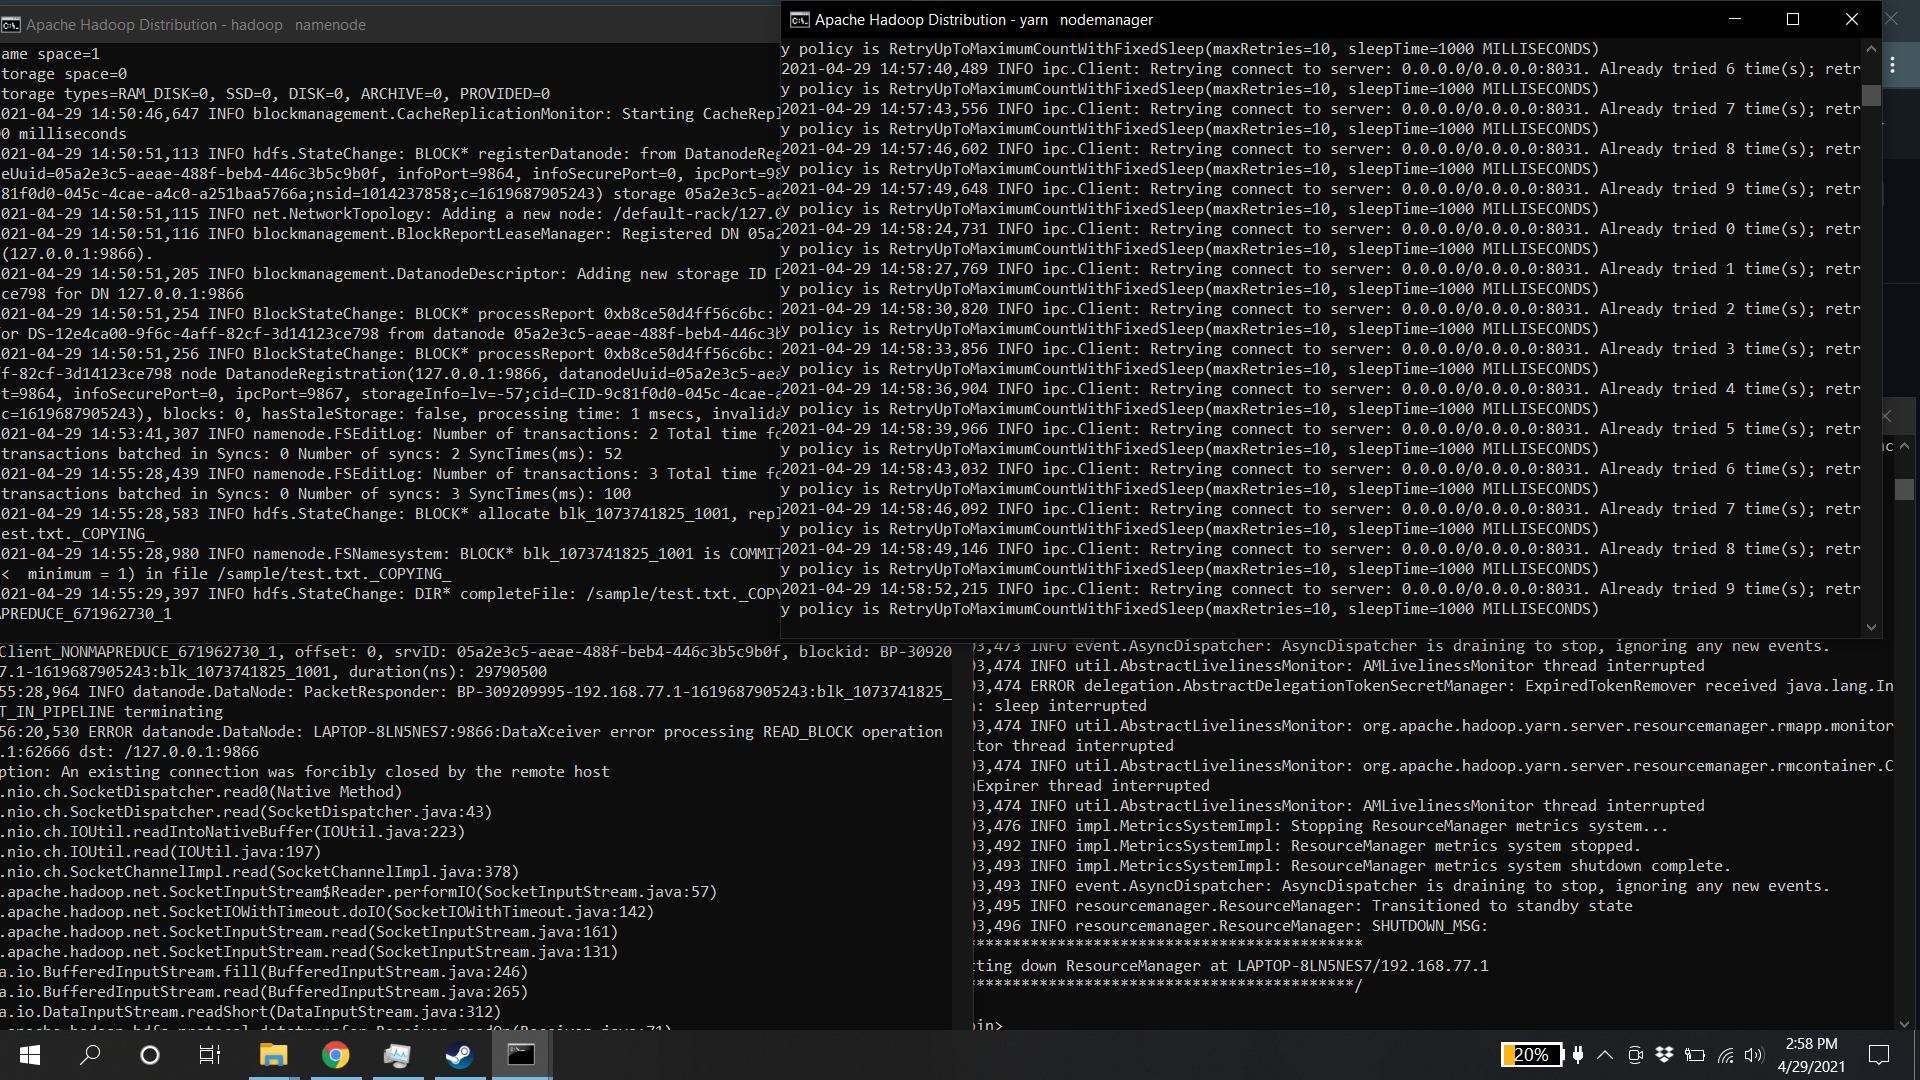 Apache Hadoop Distribution - hadoop   namenode
ame space=1
torage space=0
torage types=RAM_DISK=0, SSD=0, DISK=0, ARCHIVE=0, PROVIDED=0
021-04-29 14:50:46,647 INFO blockmanagement.CacheReplicationMonitor: Starting CacheRepl
0 milliseconds
021-04-29 14:50:51,113 INFO hdfs.StateChange: BLOCK* registerDatanode: from DatanodeReg
eUuid=05a2e3c5-aeae-488f-beb4-446c3b5c9b0f, infoPort=9864, infoSecurePort=0, ipcPort=98
81f0d0-045c-4cae-a4c0-a251baa5766a;nsid=1014237858;c=1619687905243) storage 05a2e3c5-ae
021-04-29 14:50:51,115 INFO net.NetworkTopology: Adding a new node: /default-rack/127.0
021-04-29 14:50:51,116 INFO blockmanagement.BlockReportLeaseManager: Registered DN 05a2
(127.0.0.1:9866).
021-04-29 14:50:51,205 INFO blockmanagement.DatanodeDescriptor: Adding new storage ID D
ce798 for DN 127.0.0.1:9866
021-04-29 14:50:51,254 INFO BlockStateChange: BLOCK* processReport 0xb8ce50d4ff56c6bc:
or DS-12e4ca00-9f6c-4aff-82cf-3d14123ce798 from datanode 05a2e3c5-aeae-488f-beb4-446c3b
021-04-29 14:50:51,256 INFO BlockStateChange: BLOCK* processReport 0xb8ce50d4ff56c6bc:
ff-82cf-3d14123ce798 node DatanodeRegistration(127.0.0.1:9866, datanodeUuid=05a2e3c5-aea
t=9864, infoSecurePort=0, ipcPort=9867, storageInfo=lv=-57;cid=CID-9c81f0d0-045c-4cae-a
c=1619687905243), blocks: 0, hasStaleStorage: false, processing time: 1 msecs, invalida
021-04-29 14:53:41,307 INFO namenode.FSEditLog: Number of transactions: 2 Total time fo
transactions batched in Syncs: 0 Number of syncs: 2 SyncTimes(ms): 52
021-04-29 14:55:28,439 INFO namenode.FSEditLog: Number of transactions: 3 Total time fo
transactions batched in Syncs: 0 Number of syncs: 3 SyncTimes(ms): 100
021-04-29 14:55:28,583 INFO hdfs.StateChange: BLOCK* allocate blk_1073741825_1001, repl
est.txt._COPYING_
021-04-29 14:55:28,980 INFO namenode.FSNamesystem: BLOCK* blk_1073741825_1001 is COMMIT
<  minimum = 1) in file /sample/test.txt._COPYING_
021-04-29 14:55:29,397 INFO hdfs.StateChange: DIR* completeFile: /sample/test.txt._COPY
APREDUCE_671962730_1
Apache Hadoop Distribution - yarn   nodemanager
y policy is RetryUpToMaximumCountWithFixedSleep(maxRetries=10, sleepTime=1000 MILLISECONDS)
2021-04-29 14:57:40,489 INFO ipc.Client: Retrying connect to server: 0.0.0.0/0.0.0.0:8031. Already tried 6 time(s); retr
y policy is RetryUpToMaximumCountWithFixedSleep(maxRetries=10, sleepTime=1000 MILLISECONDS)
2021-04-29 14:57:43,556 INFO ipc.Client: Retrying connect to server: 0.0.0.0/0.0.0.0:8031. Already tried 7 time(s); retr
y policy is RetryUpToMaximumCountWithFixedSleep(maxRetries=10, sleepTime=1000 MILLISECONDS)
2021-04-29 14:57:46,602 INFO ipc.Client: Retrying connect to server: 0.0.0.0/0.0.0.0:8031. Already tried 8 time(s); retr
y policy is RetryUpToMaximumCountWithFixedSleep(maxRetries=10, sleepTime=1000 MILLISECONDS)
2021-04-29 14:57:49,648 INFO ipc.Client: Retrying connect to server: 0.0.0.0/0.0.0.0:8031. Already tried 9 time(s); retr
y policy is RetryUpToMaximumCountWithFixedSleep(maxRetries=10, sleepTime=1000 MILLISECONDS)
2021-04-29 14:58:24,731 INFO ipc.Client: Retrying connect to server: 0.0.0.0/0.0.0.0:8031. Already tried 0 time(s); retr
y policy is RetryUpToMaximumCountWithFixedSleep(maxRetries=10, sleepTime=1000 MILLISECONDS)
2021-04-29 14:58:27,769 INFO ipc.Client: Retrying connect to server: 0.0.0.0/0.0.0.0:8031. Already tried 1 time(s); retr
y policy is RetryUpToMaximumCountWithFixedSleep(maxRetries=10, sleepTime=1000 MILLISECONDS)
2021-04-29 14:58:30,820 INFO ipc.Client: Retrying connect to server: 0.0.0.0/0.0.0.0:8031. Already tried 2 time(s); retr
y policy is RetryUpToMaximumCountWithFixedSleep(maxRetries=10, sleepTime=1000 MILLISECONDS)
2021-04-29 14:58:33,856 INFO ipc.Client: Retrying connect to server: 0.0.0.0/0.0.0.0:8031. Already tried 3 time(s); retr
y policy is RetryUpToMaximumCountWithFixedSleep(maxRetries=10, sleepTime=1000 MILLISECONDS)
2021-04-29 14:58:36,904 INFO ipc.Client: Retrying connect to server: 0.0.0.0/0.0.0.0:8031. Already tried 4 time(s); retr
y policy is RetryUpToMaximumCountWithFixedSleep(maxRetries=10, sleepTime=1000 MILLISECONDS)
2021-04-29 14:58:39,966 INFO ipc.Client: Retrying connect to server: 0.0.0.0/0.0.0.0:8031. Already tried 5 time(s); retr
y policy is RetryUpToMaximumCountWithFixedSleep(maxRetries=10, sleepTime=1000 MILLISECONDS)
2021-04-29 14:58:43,032 INFO ipc.Client: Retrying connect to server: 0.0.0.0/0.0.0.0:8031. Already tried 6 time(s); retr
y policy is RetryUpToMaximumCountWithFixedSleep(maxRetries=10, sleepTime=1000 MILLISECONDS)
2021-04-29 14:58:46,092 INFO ipc.Client: Retrying connect to server: 0.0.0.0/0.0.0.0:8031. Already tried 7 time(s); retr
y policy is RetryUpToMaximumCountWithFixedSleep(maxRetries=10, sleepTime=1000 MILLISECONDS)
2021-04-29 14:58:49,146 INFO ipc.Client: Retrying connect to server: 0.0.0.0/0.0.0.0:8031. Already tried 8 time(s); retr
y policy is RetryUpToMaximumCountWithFixedSleep(maxRetries=10, sleepTime=1000 MILLISECONDS)
2021-04-29 14:58:52,215 INFO ipc.Client: Retrying connect to server: 0.0.0.0/0.0.0.0:8031. Already tried 9 time(s); retr
y policy is RetryUpToMaximumCountWithFixedSleep(maxRetries=10, sleepTime=1000 MILLISECONDS)
Client_NONMAPREDUCE_671962730_1, offset: 0, srvID: 05a2e3c5-aeae-488f-beb4-446c3b5c9b0f, blockid: BP-30920
7.1-1619687905243:blk_1073741825_1001, duration(ns): 29790500
55:28,964 INFO datanode.DataNode: PacketResponder: BP-309209995-192.168.77.1-1619687905243:blk_1073741825_
T_IN_PIPELINE terminating
56:20,530 ERROR datanode.DataNode: LAPTOP-8LN5NES7:9866:DataXceiver error processing READ_BLOCK operation
.1:62666 dst: /127.0.0.1:9866
ption: An existing connection was forcibly closed by the remote host
.nio.ch.SocketDispatcher.read0(Native Method)
.nio.ch.SocketDispatcher.read(SocketDispatcher.java:43)
.nio.ch.IOUtil.readIntoNativeBuffer(IOUtil.java:223)
.nio.ch.IOUtil.read(IOUtil.java:197)
.nio.ch.SocketChannelImpl.read(SocketChannelImpl.java:378)
.apache.hadoop.net.SocketInputStream$Reader.performIO(SocketInputStream.java:57)
.apache.hadoop.net.SocketIOWithTimeout.doIO(SocketIOWithTimeout.java:142)
.apache.hadoop.net.SocketInputStream.read(SocketInputStream.java:161)
.apache.hadoop.net.SocketInputStream.read(SocketInputStream.java:131)
a.io.BufferedInputStream.fill(BufferedInputStream.java:246)
a.io.BufferedInputStream.read(BufferedInputStream.java:265)
a.io.DataInputStream.readShort(DataInputStream.java:312)
03,473 INFO event.AsyncDispatcher: AsyncDispatcher is draining to stop, ignoring any new events.
03,474 INFO util.AbstractLivelinessMonitor: AMLivelinessMonitor thread interrupted
03,474 ERROR delegation.AbstractDelegationTokenSecretManager: ExpiredTokenRemover received java.lang.In
: sleep interrupted
03,474 INFO util.AbstractLivelinessMonitor: org.apache.hadoop.yarn.server.resourcemanager.rmapp.monitor
tor thread interrupted
03,474 INFO util.AbstractLivelinessMonitor: org.apache.hadoop.yarn.server.resourcemanager.rmcontainer.C
nExpirer thread interrupted
03,474 INFO util.AbstractLivelinessMonitor: AMLivelinessMonitor thread interrupted
03,476 INFO impl.MetricsSystemImpl: Stopping ResourceManager metrics system...
03,492 INFO impl.MetricsSystemImpl: ResourceManager metrics system stopped.
03,493 INFO impl.MetricsSystemImpl: ResourceManager metrics system shutdown complete.
03,493 INFO event.AsyncDispatcher: AsyncDispatcher is draining to stop, ignoring any new events.
03,495 INFO resourcemanager.ResourceManager: Transitioned to standby state
03,496 INFO resourcemanager.ResourceManager: SHUTDOWN_MSG:
*******************************************
tting down ResourceManager at LAPTOP-8LN5NES7/192.168.77.1
******************************************/
in>
20%
2:58 PM
4/29/2021